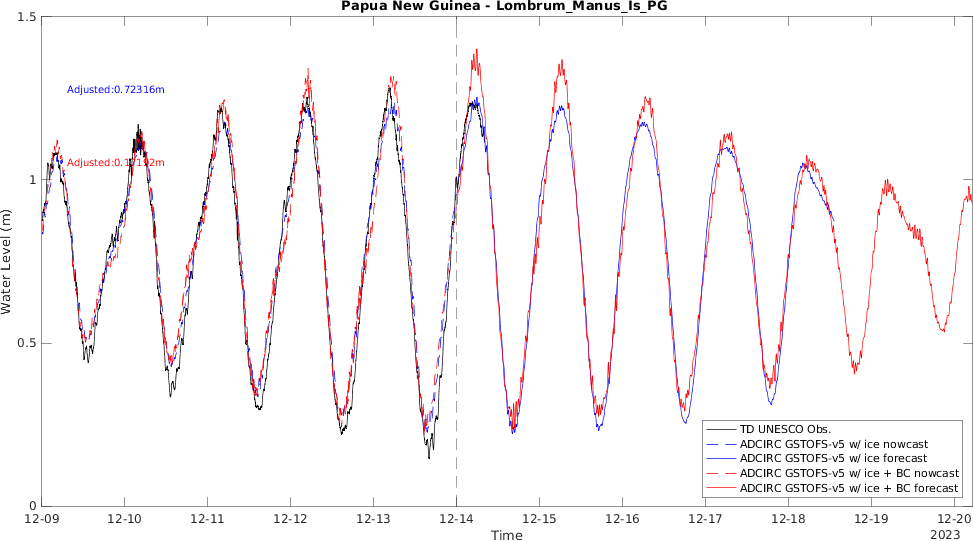 Papua New Guinea - Lombrum_Manus_Is_PG
1.5
1
0.5
0
Water Level (m)
Adjusted:0.72316m
TD UNESCO Obs.
ADCIRC GSTOFS-v5 w/ ice nowcast
ADCIRC GSTOFS-v5 w/ ice forecast
ADCIRC GSTOFS-v5 w/ ice + BC nowcast
ADCIRC GSTOFS-v5 w/ ice + BC forecast
12-09 12-10 12-11 12-12 12-13 12-14 12-15 12-16 12-17 12-18 12-19 12-20
Time
2023